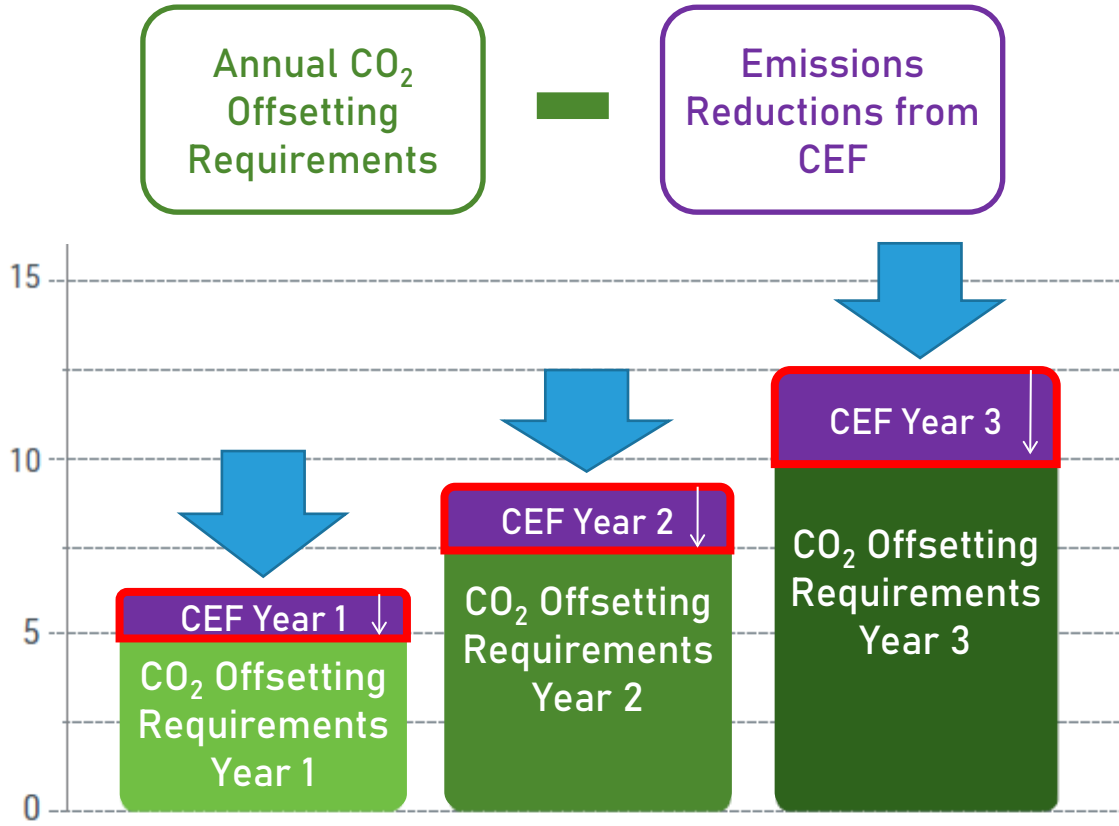 Annual CO₂
Offsetting
Requirements
Emissions
Reductions from
CEF
15
10
5
0
CEF Year 1
CO₂ Offsetting
Requirements
Year 1
CEF Year 2
CO₂ Offsetting
Requirements
Year 2
CEF Year 3
CO₂ Offsetting
Requirements
Year 3